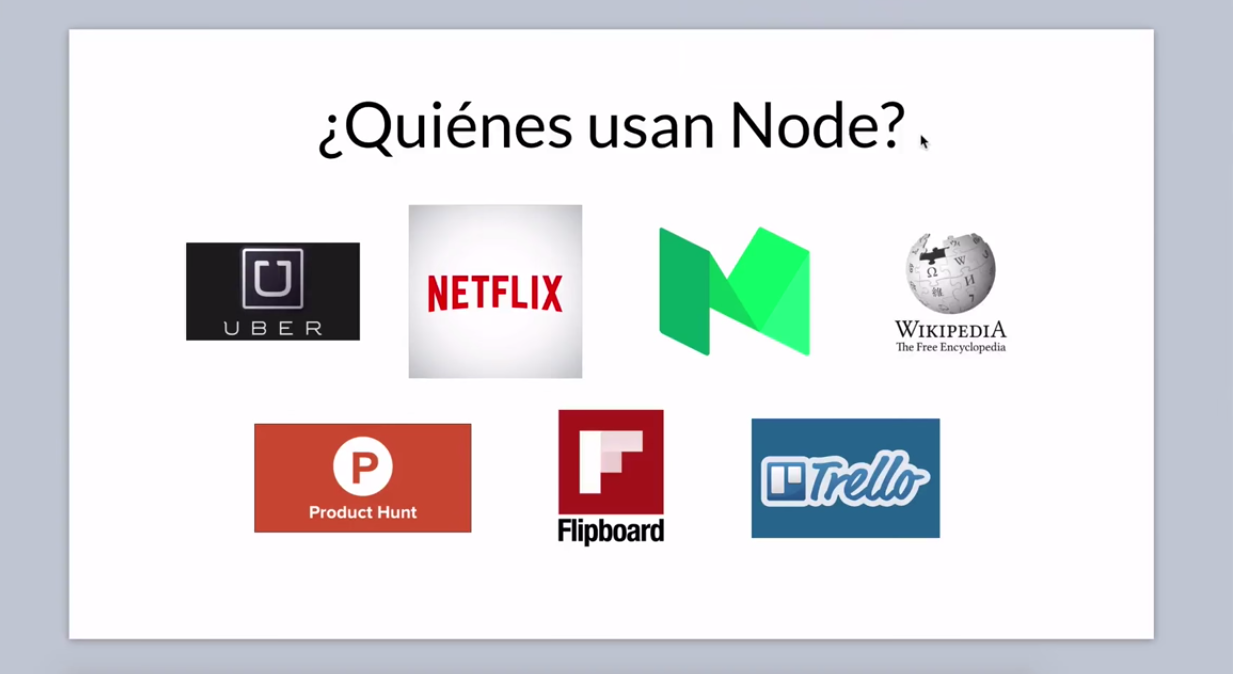 ¿Quiénes usan Node?
UBER
NETFLIX
WIKIPEDIA
The Free Encyclopedia
P
Product Hunt
Flipboard
Trello